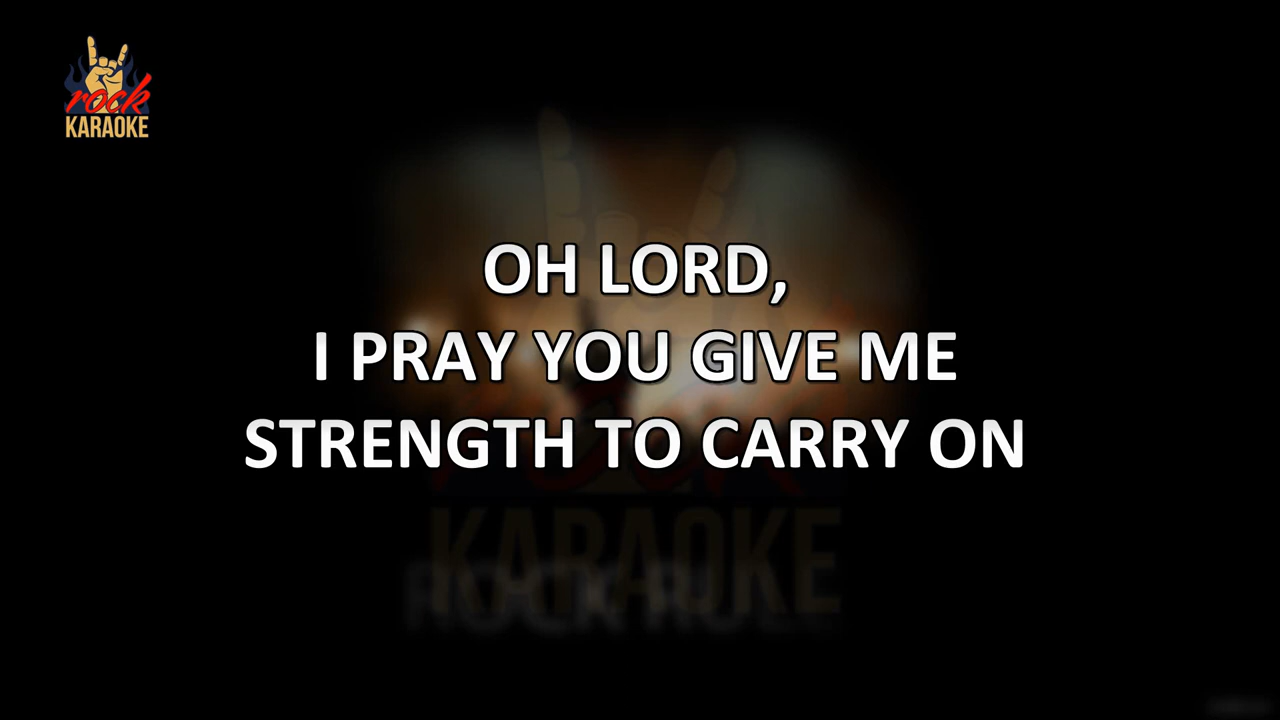 rock
KARAOKE
OH LORD,
I PRAY YOU GIVE ME
STRENGTH TO CARRY ON
KARAOKE